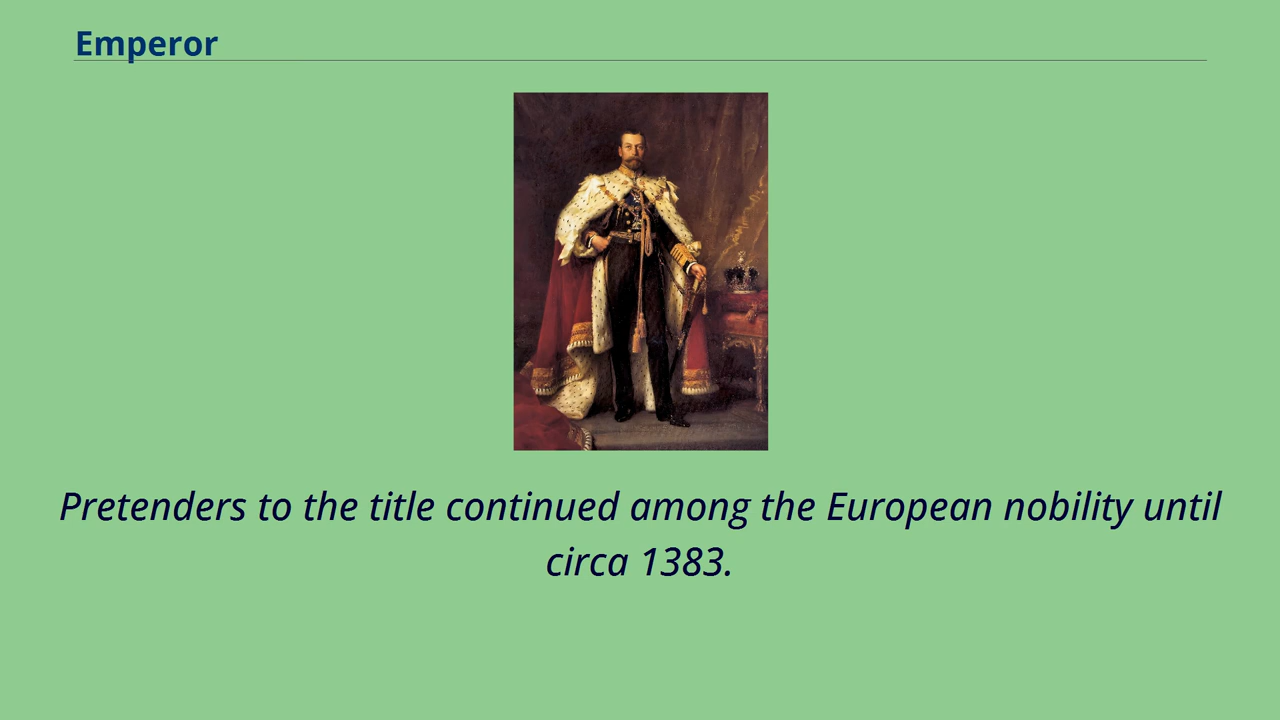 Emperor
Pretenders to the title continued among the European nobility until
circa 1383.